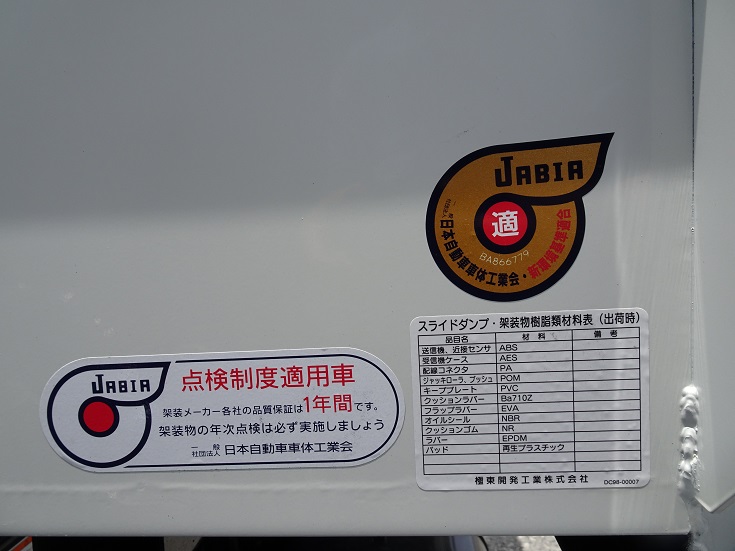 JABIA
適
BA866779
一般社団法人 日本自動車車体工業会・
スライドダンプ・架装物樹脂類材料表（出荷時）
品目名 材料 備考
送信機、近接センサ ABS
受信機ケース AES
配線コネクタ PA
ジャッキローラ、ブッシュ POM
キーププレート PVC
クッションラバー Ba710Z
フラップラバー EVA
オイルシール NBR
クッションゴム NR
ラバー EPDM
パッド 再生プラスチック
極東開発工業株式会社 DC98-00007
JABIA
点検制度適用車
架装メーカー各社の品質保証は1年間です。
架装物の年次点検は必ず実施しましょう
一般社団法人 日本自動車車体工業会